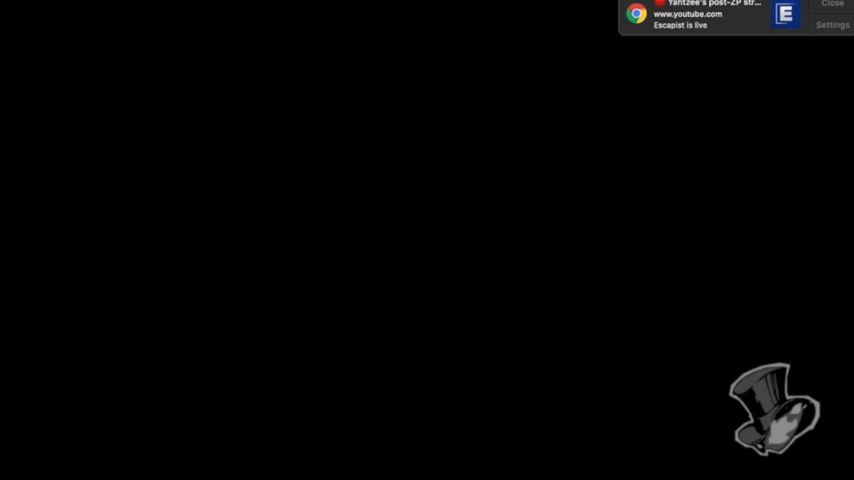 Yahtzee's post-ZP str...
www.youtube.com
Escapist is live
E
Close
Settings